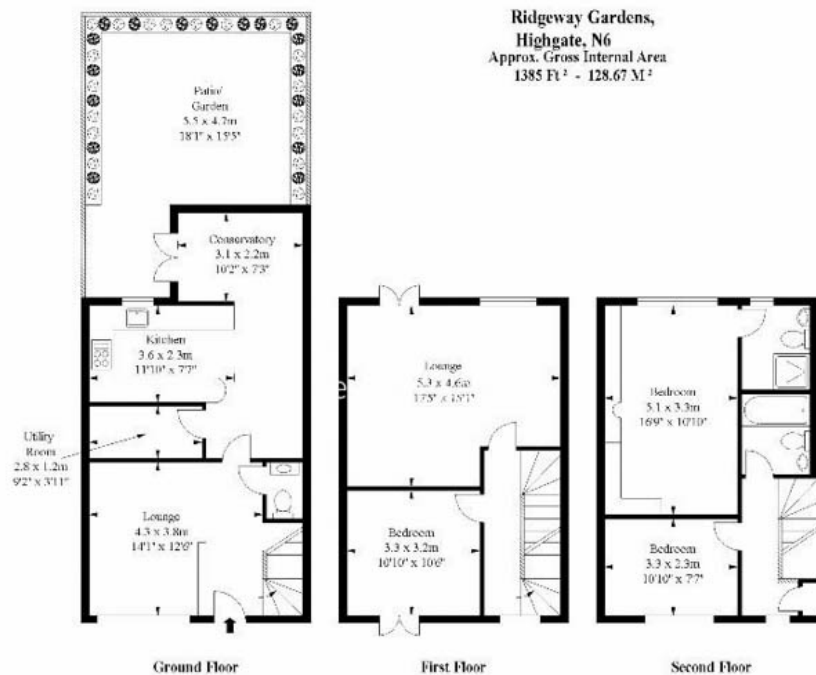 Ridgeway Gardens,
Highgate, N6
Approx. Gross Internal Area
1385 Ft² - 128.67 M²
Patio/
Garden
5.5 x 4.7m
18'1" x 15'5"
Conservatory
3.1 x 2.2m
10'2" x 7'3"
Kitchen
3.6 x 2.3m
11'10" x 7'7"
Utility
Room
2.8 x 1.2m
9'2" x 3'11"
Lounge
4.3 x 3.8m
14'1" x 12'6"
Ground Floor
Lounge
5.3 x 4.6m
17'5" x 15'1"
Bedroom
3.3 x 3.2m
10'10" x 10'6"
First Floor
Bedroom
5.1 x 3.3m
16'9" x 10'10"
Bedroom
3.3 x 2.3m
10'10" x 7'7"
Second Floor